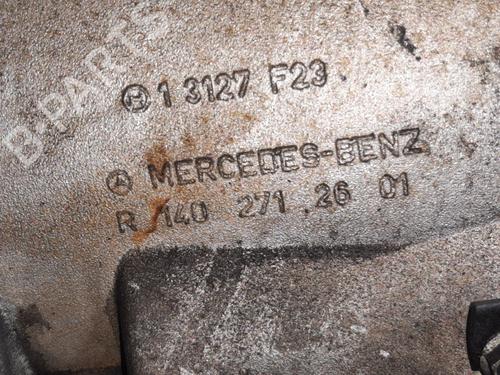 B-PARTS
1 3127 F23
MERCEDES-BENZ
R 140 271 26 01